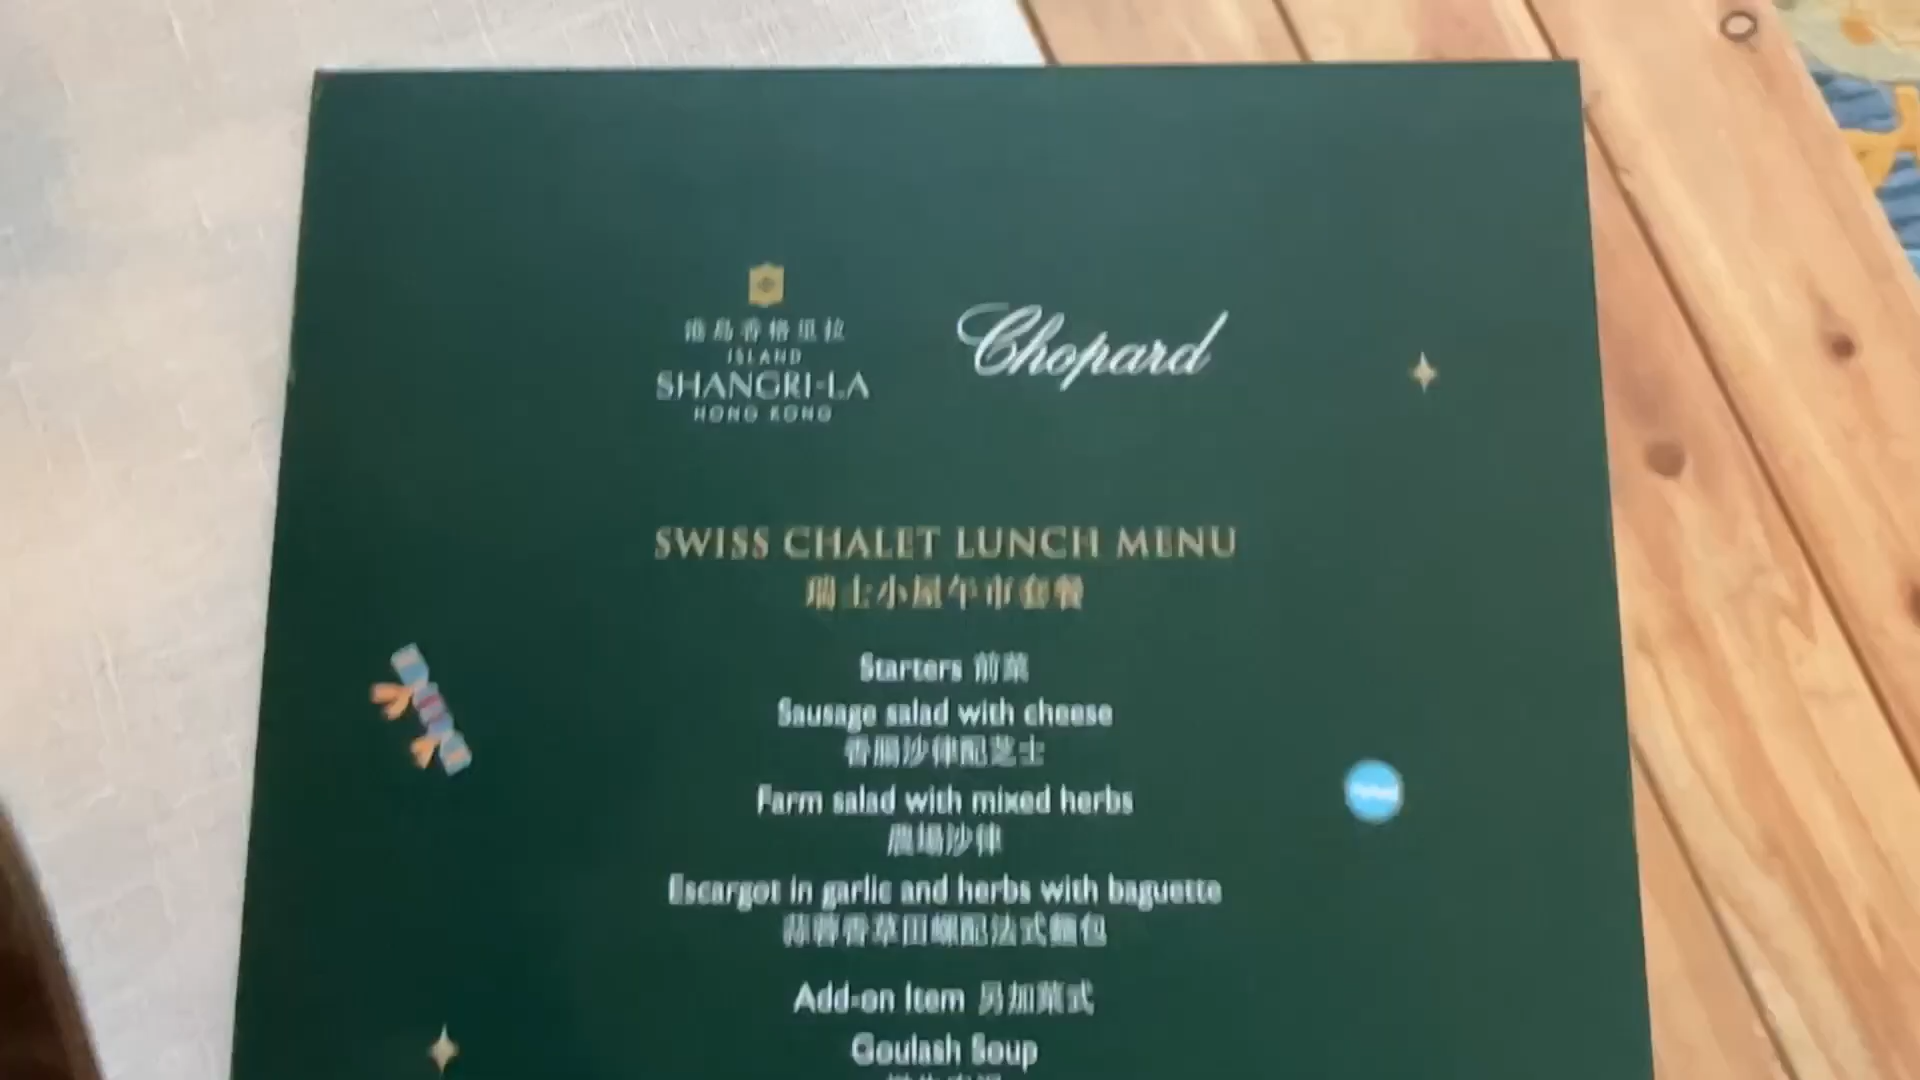 港島香格里拉
ISLAND
SHANGRI-LA
HONG KONG
Chopard
SWISS CHALET LUNCH MENU
瑞士小屋午市套餐
Starters 前菜
Sausage salad with cheese
香腸沙律配芝士
Farm salad with mixed herbs
農場沙律
Escargot in garlic and herbs with baguette
蒜蓉香草田螺配法式麵包
Add-on Item 另加菜式
Goulash Soup